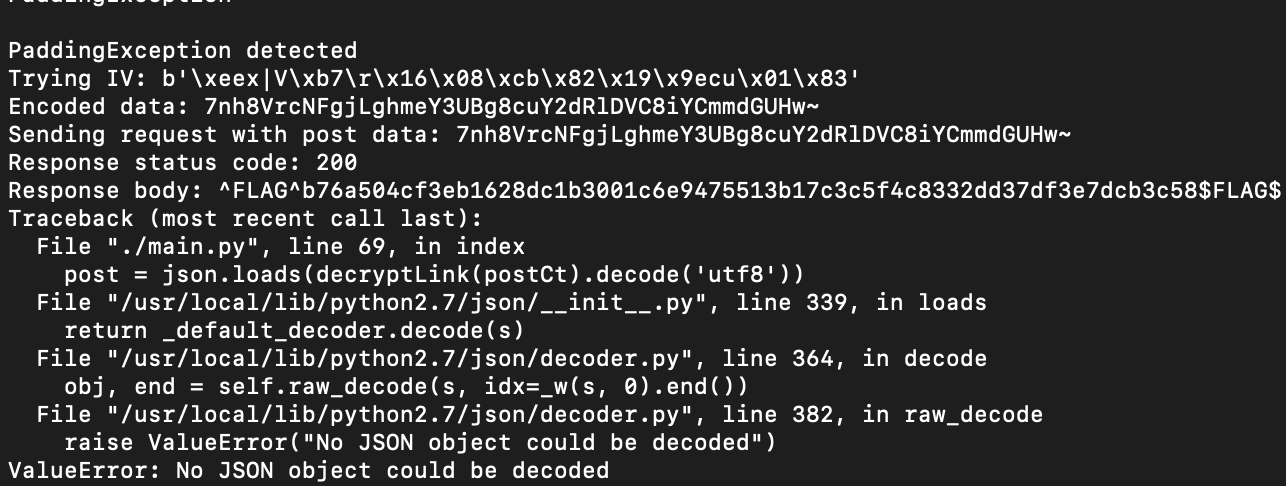 PaddingException
PaddingException detected
Trying IV: b'\xeex|V\xb7\r\x16\x08\xcb\x82\x19\x9ecu\x01\x83'
Encoded data: 7nh8VrcNFgjLghmeY3UBg8cuY2dRlDVC8iYCmmdGUHw~
Sending request with post data: 7nh8VrcNFgjLghmeY3UBg8cuY2dRlDVC8iYCmmdGUHw~
Response status code: 200
Response body: ^FLAG^b76a504cf3eb1628dc1b3001c6e9475513b17c3c5f4c8332dd37df3e7dcb3c58$FLAG$
Traceback (most recent call last):
  File "./main.py", line 69, in index
    post = json.loads(decryptLink(postCt).decode('utf8'))
  File "/usr/local/lib/python2.7/json/__init__.py", line 339, in loads
    return _default_decoder.decode(s)
  File "/usr/local/lib/python2.7/json/decoder.py", line 364, in decode
    obj, end = self.raw_decode(s, idx=_w(s, 0).end())
  File "/usr/local/lib/python2.7/json/decoder.py", line 382, in raw_decode
    raise ValueError("No JSON object could be decoded")
ValueError: No JSON object could be decoded